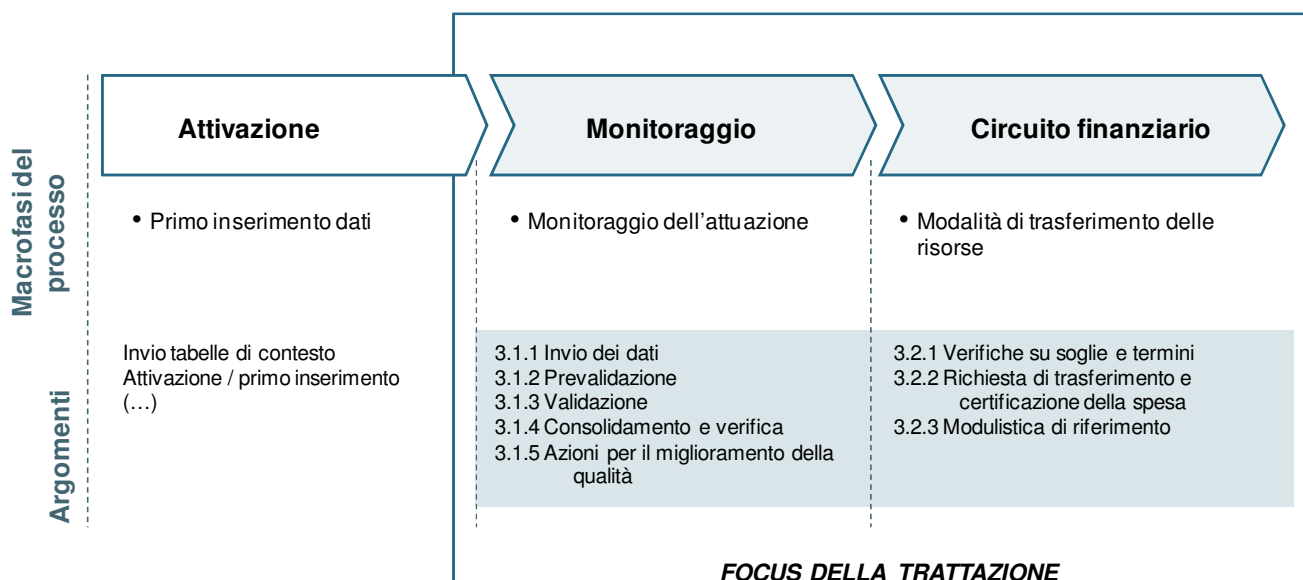 Macrofasi del
processo
Attivazione
Monitoraggio
Circuito finanziario
• Primo inserimento dati
• Monitoraggio dell'attuazione
• Modalità di trasferimento delle
risorse
Argomenti
Invio tabelle di contesto
Attivazione / primo inserimento
(…)
3.1.1 Invio dei dati
3.1.2 Prevalidazione
3.1.3 Validazione
3.1.4 Consolidamento e verifica
3.1.5 Azioni per il miglioramento della
qualità
3.2.1 Verifiche su soglie e termini
3.2.2 Richiesta di trasferimento e
certificazione della spesa
3.2.3 Modulistica di riferimento
FOCUS DELLA TRATTAZIONE